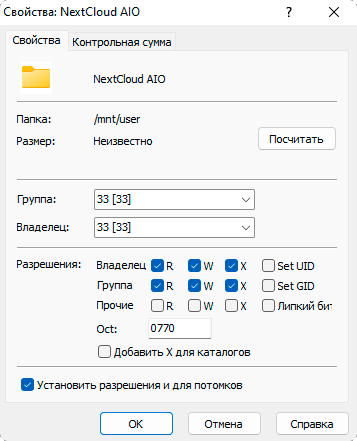 Свойства: NextCloud AIO ?
Свойства Контрольная сумма
NextCloud AIO
Папка: /mnt/user
Размер: Неизвестно Посчитать
Группа: 33 [33]
Владелец: 33 [33]
Разрешения: Владелец R W X Set UID
Группа R W X Set GID
Прочие R W X Липкий бит
Oct: 0770
Добавить X для каталогов
Установить разрешения и для потомков
OK Отмена Справка